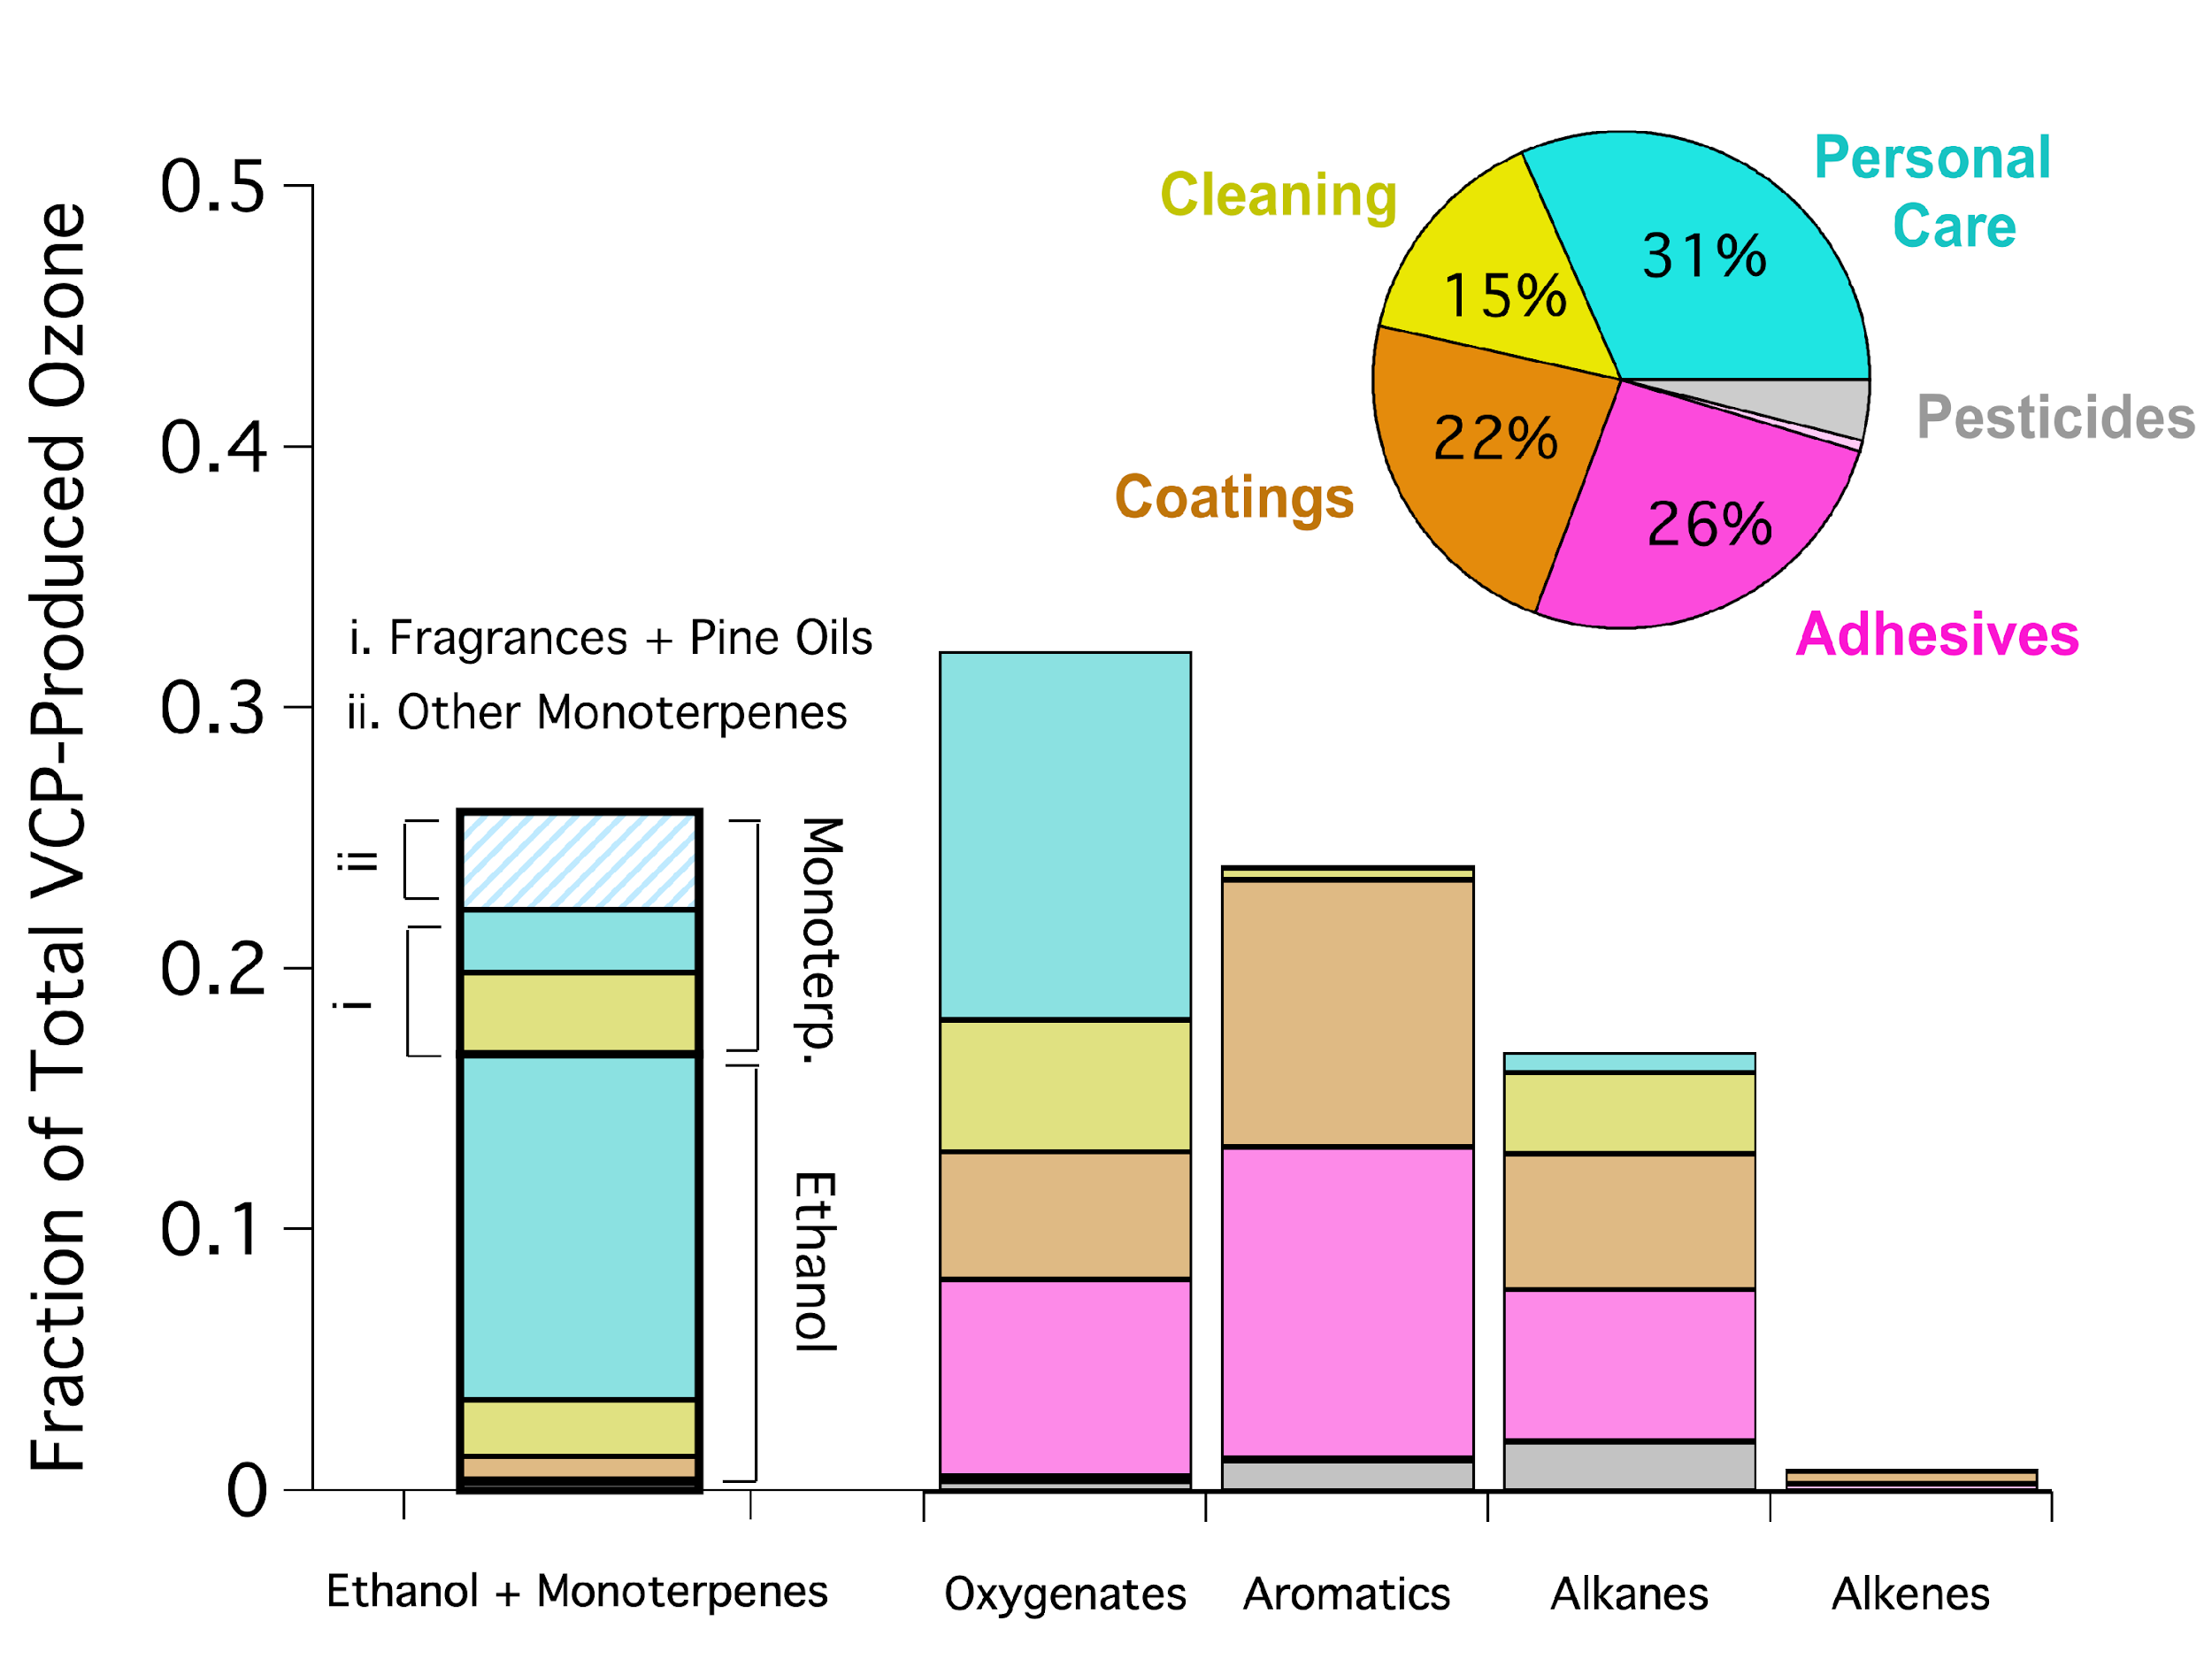 Fraction of Total VCP-Produced Ozone
0.5
0.4
0.3
0.2
0.1
0
i. Fragrances + Pine Oils
ii. Other Monoterpenes
ii
i
Monoterp.
Ethanol
Cleaning
Personal
Care
15%
31%
Coatings
22%
26%
Pesticides
Adhesives
Ethanol + Monoterpenes
Oxygenates
Aromatics
Alkanes
Alkenes